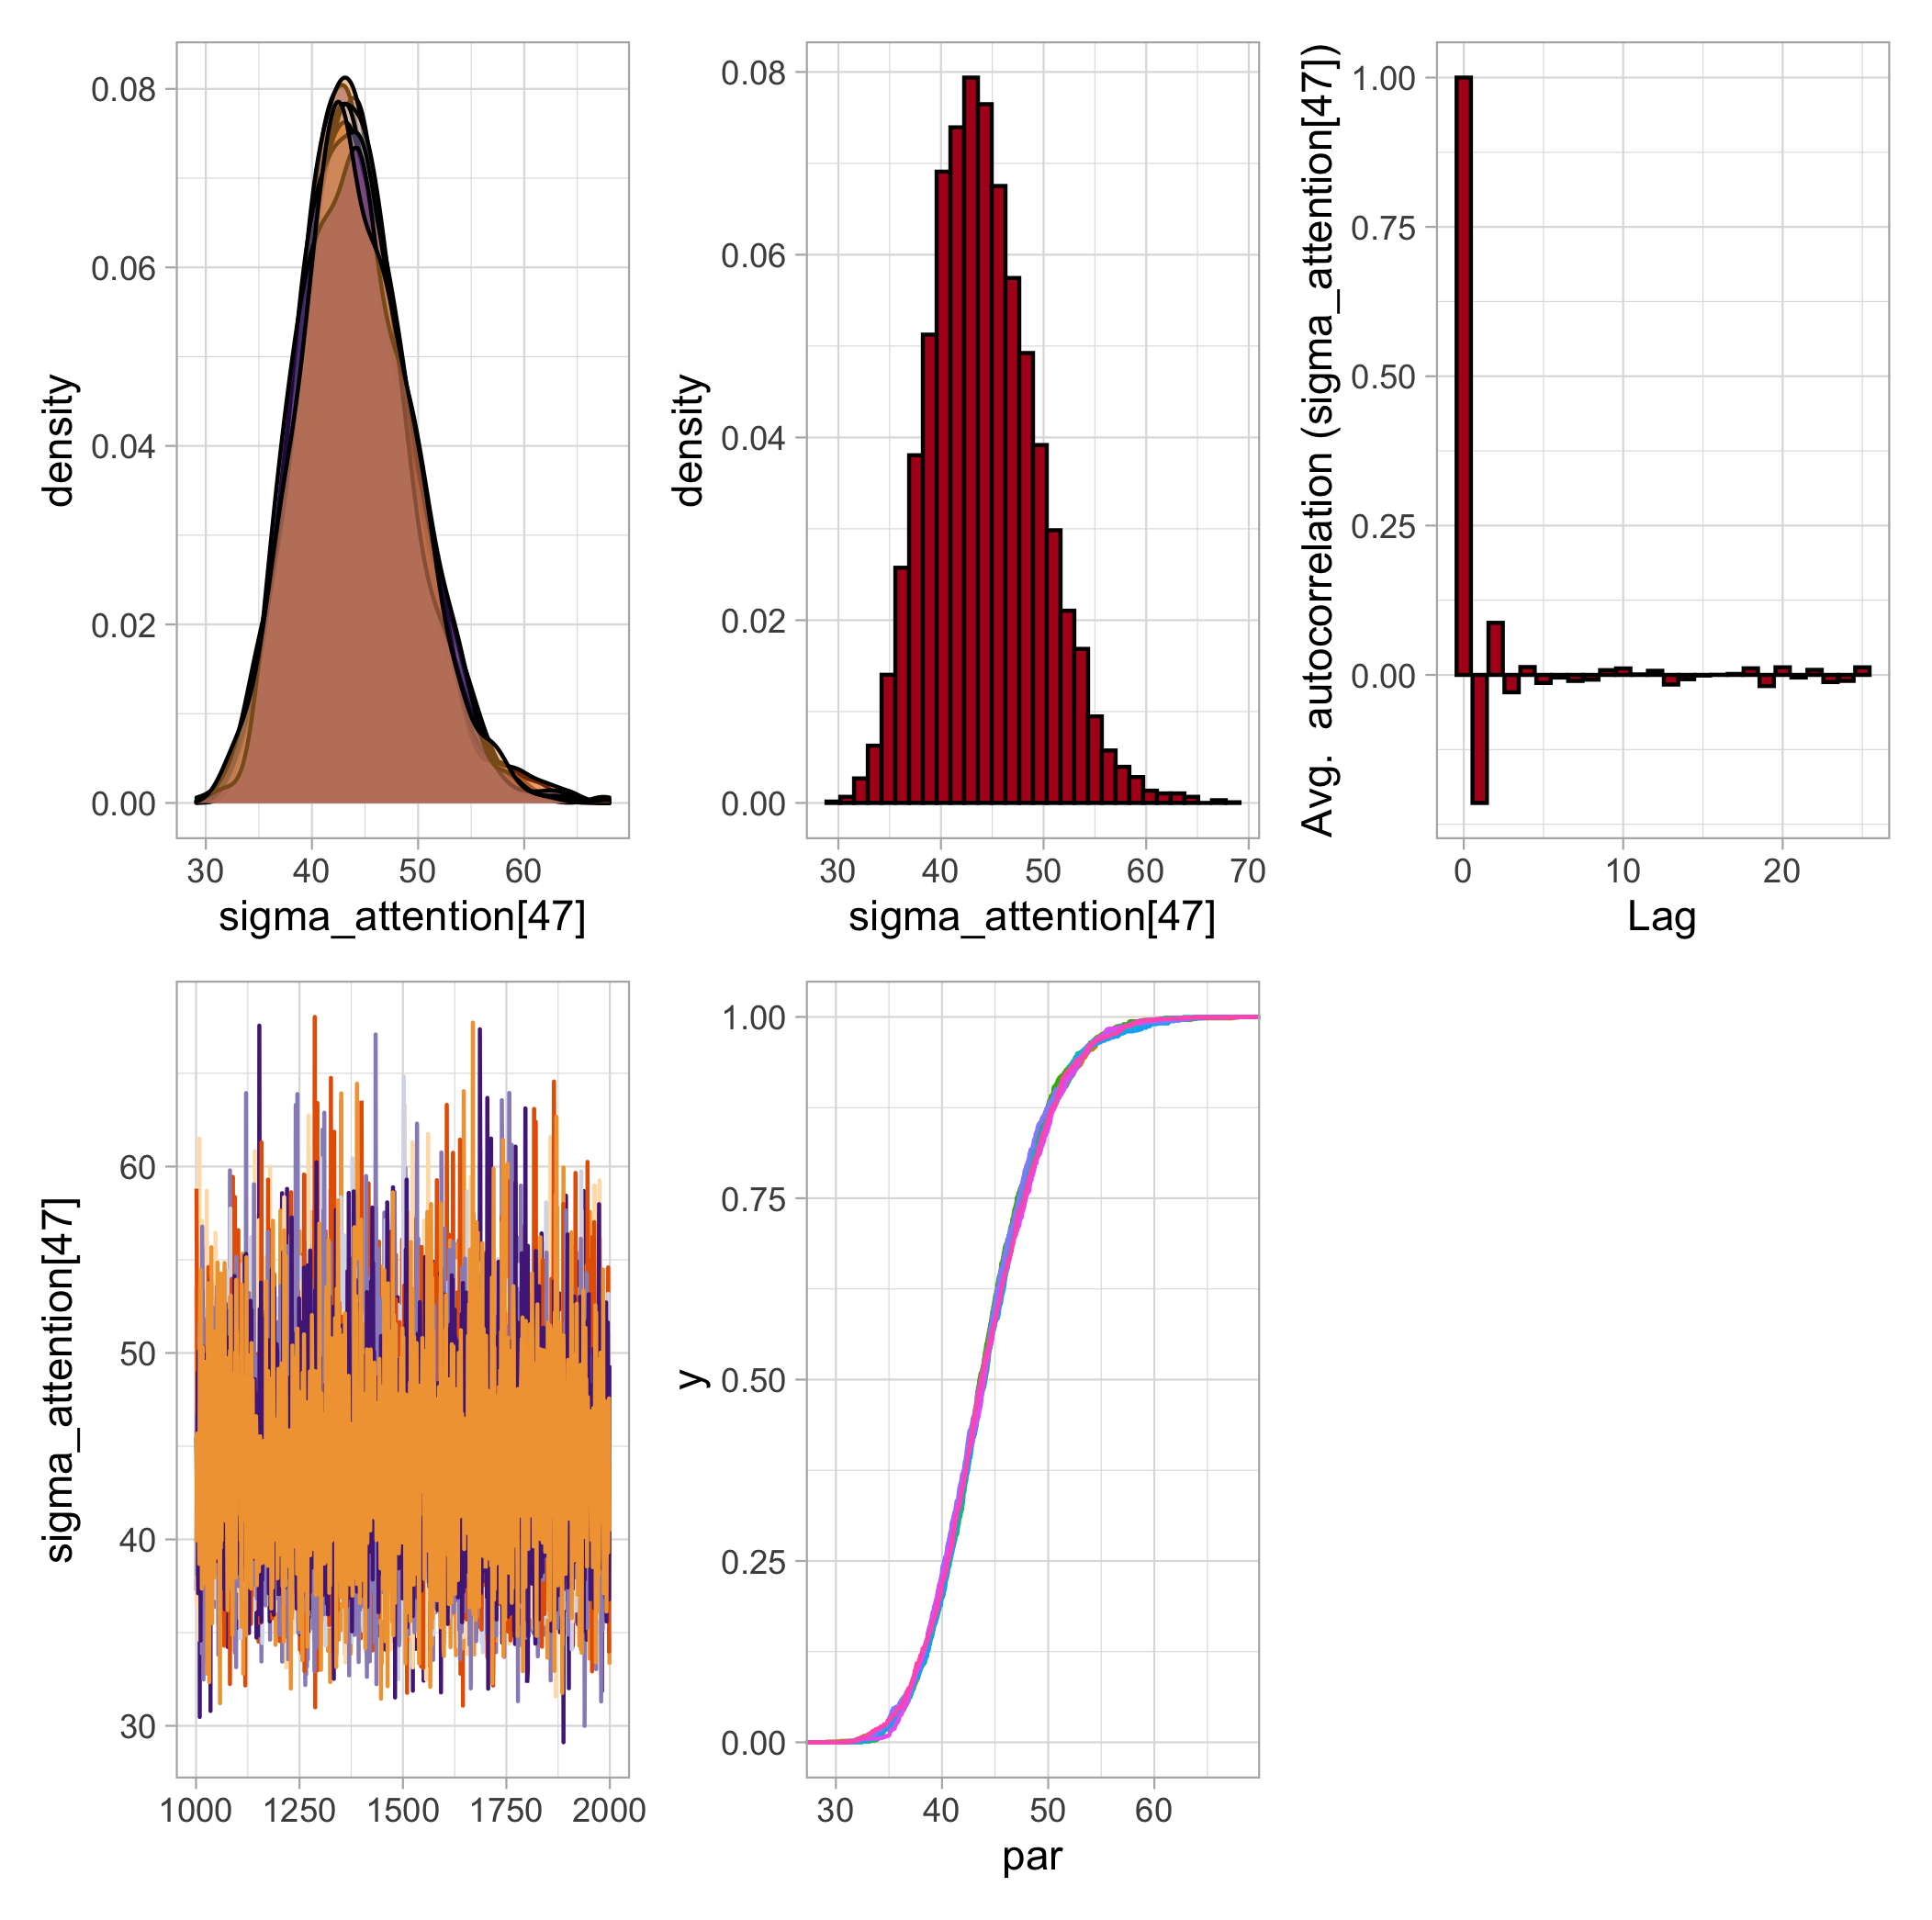 density
0.08
0.06
0.04
0.02
0.00
30 40 50 60
sigma_attention[47]
density
0.08
0.06
0.04
0.02
0.00
30 40 50 60 70
sigma_attention[47]
Avg. autocorrelation (sigma_attention[47])
1.00
0.75
0.50
0.25
0.00
0 10 20
Lag
sigma_attention[47]
60
50
40
30
1000 1250 1500 1750 2000
y
1.00
0.75
0.50
0.25
0.00
30 40 50 60
par